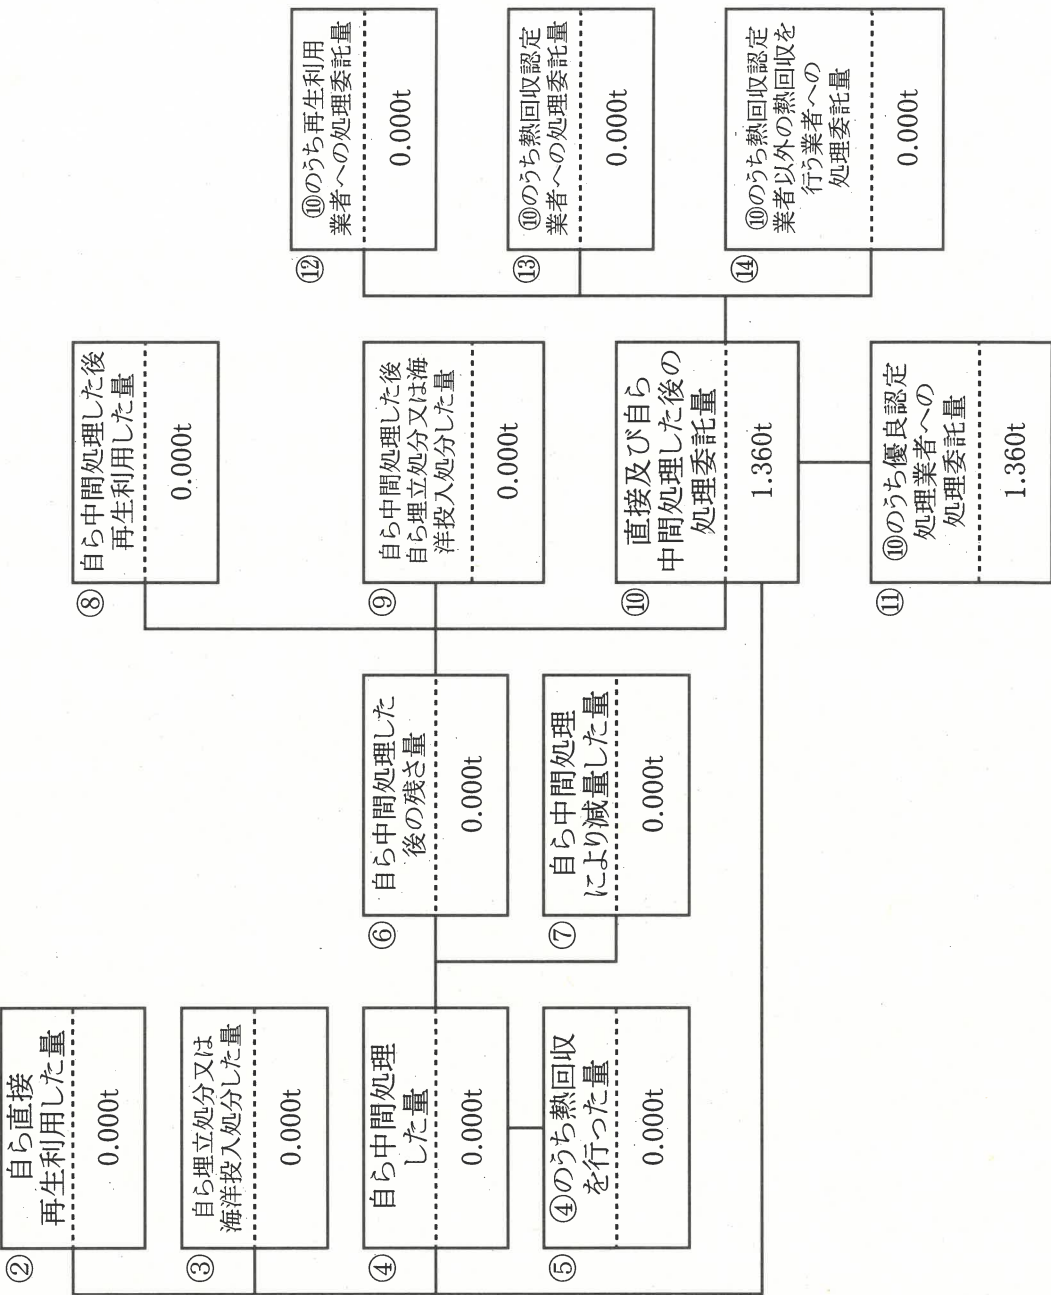 ②
自ら直接
再生利用した量
0.000t
③
自ら埋立処分又は
海洋投入処分した量
0.000t
④
自ら中間処理
した量
0.000t
⑤
④のうち熱回収
を行った量
0.000t
⑥
自ら中間処理した
後の残さ量
0.000t
⑦
自ら中間処理
により減量した量
0.000t
⑧
自ら中間処理した後
再生利用した量
0.000t
⑨
自ら中間処理した後
自ら埋立処分又は海
洋投入処分した量
0.000t
⑩
直接及び自ら
中間処理した後の
処理委託量
1.360t
⑪
⑩のうち優良認定
処理業者への
処理委託量
1.360t
⑫
⑩のうち再生利用
業者への処理委託量
0.000t
⑬
⑩のうち熱回収認定
業者への処理委託量
0.000t
⑭
⑩のうち熱回収認定
業者以外の熱回収を
行う業者への
処理委託量
0.000t